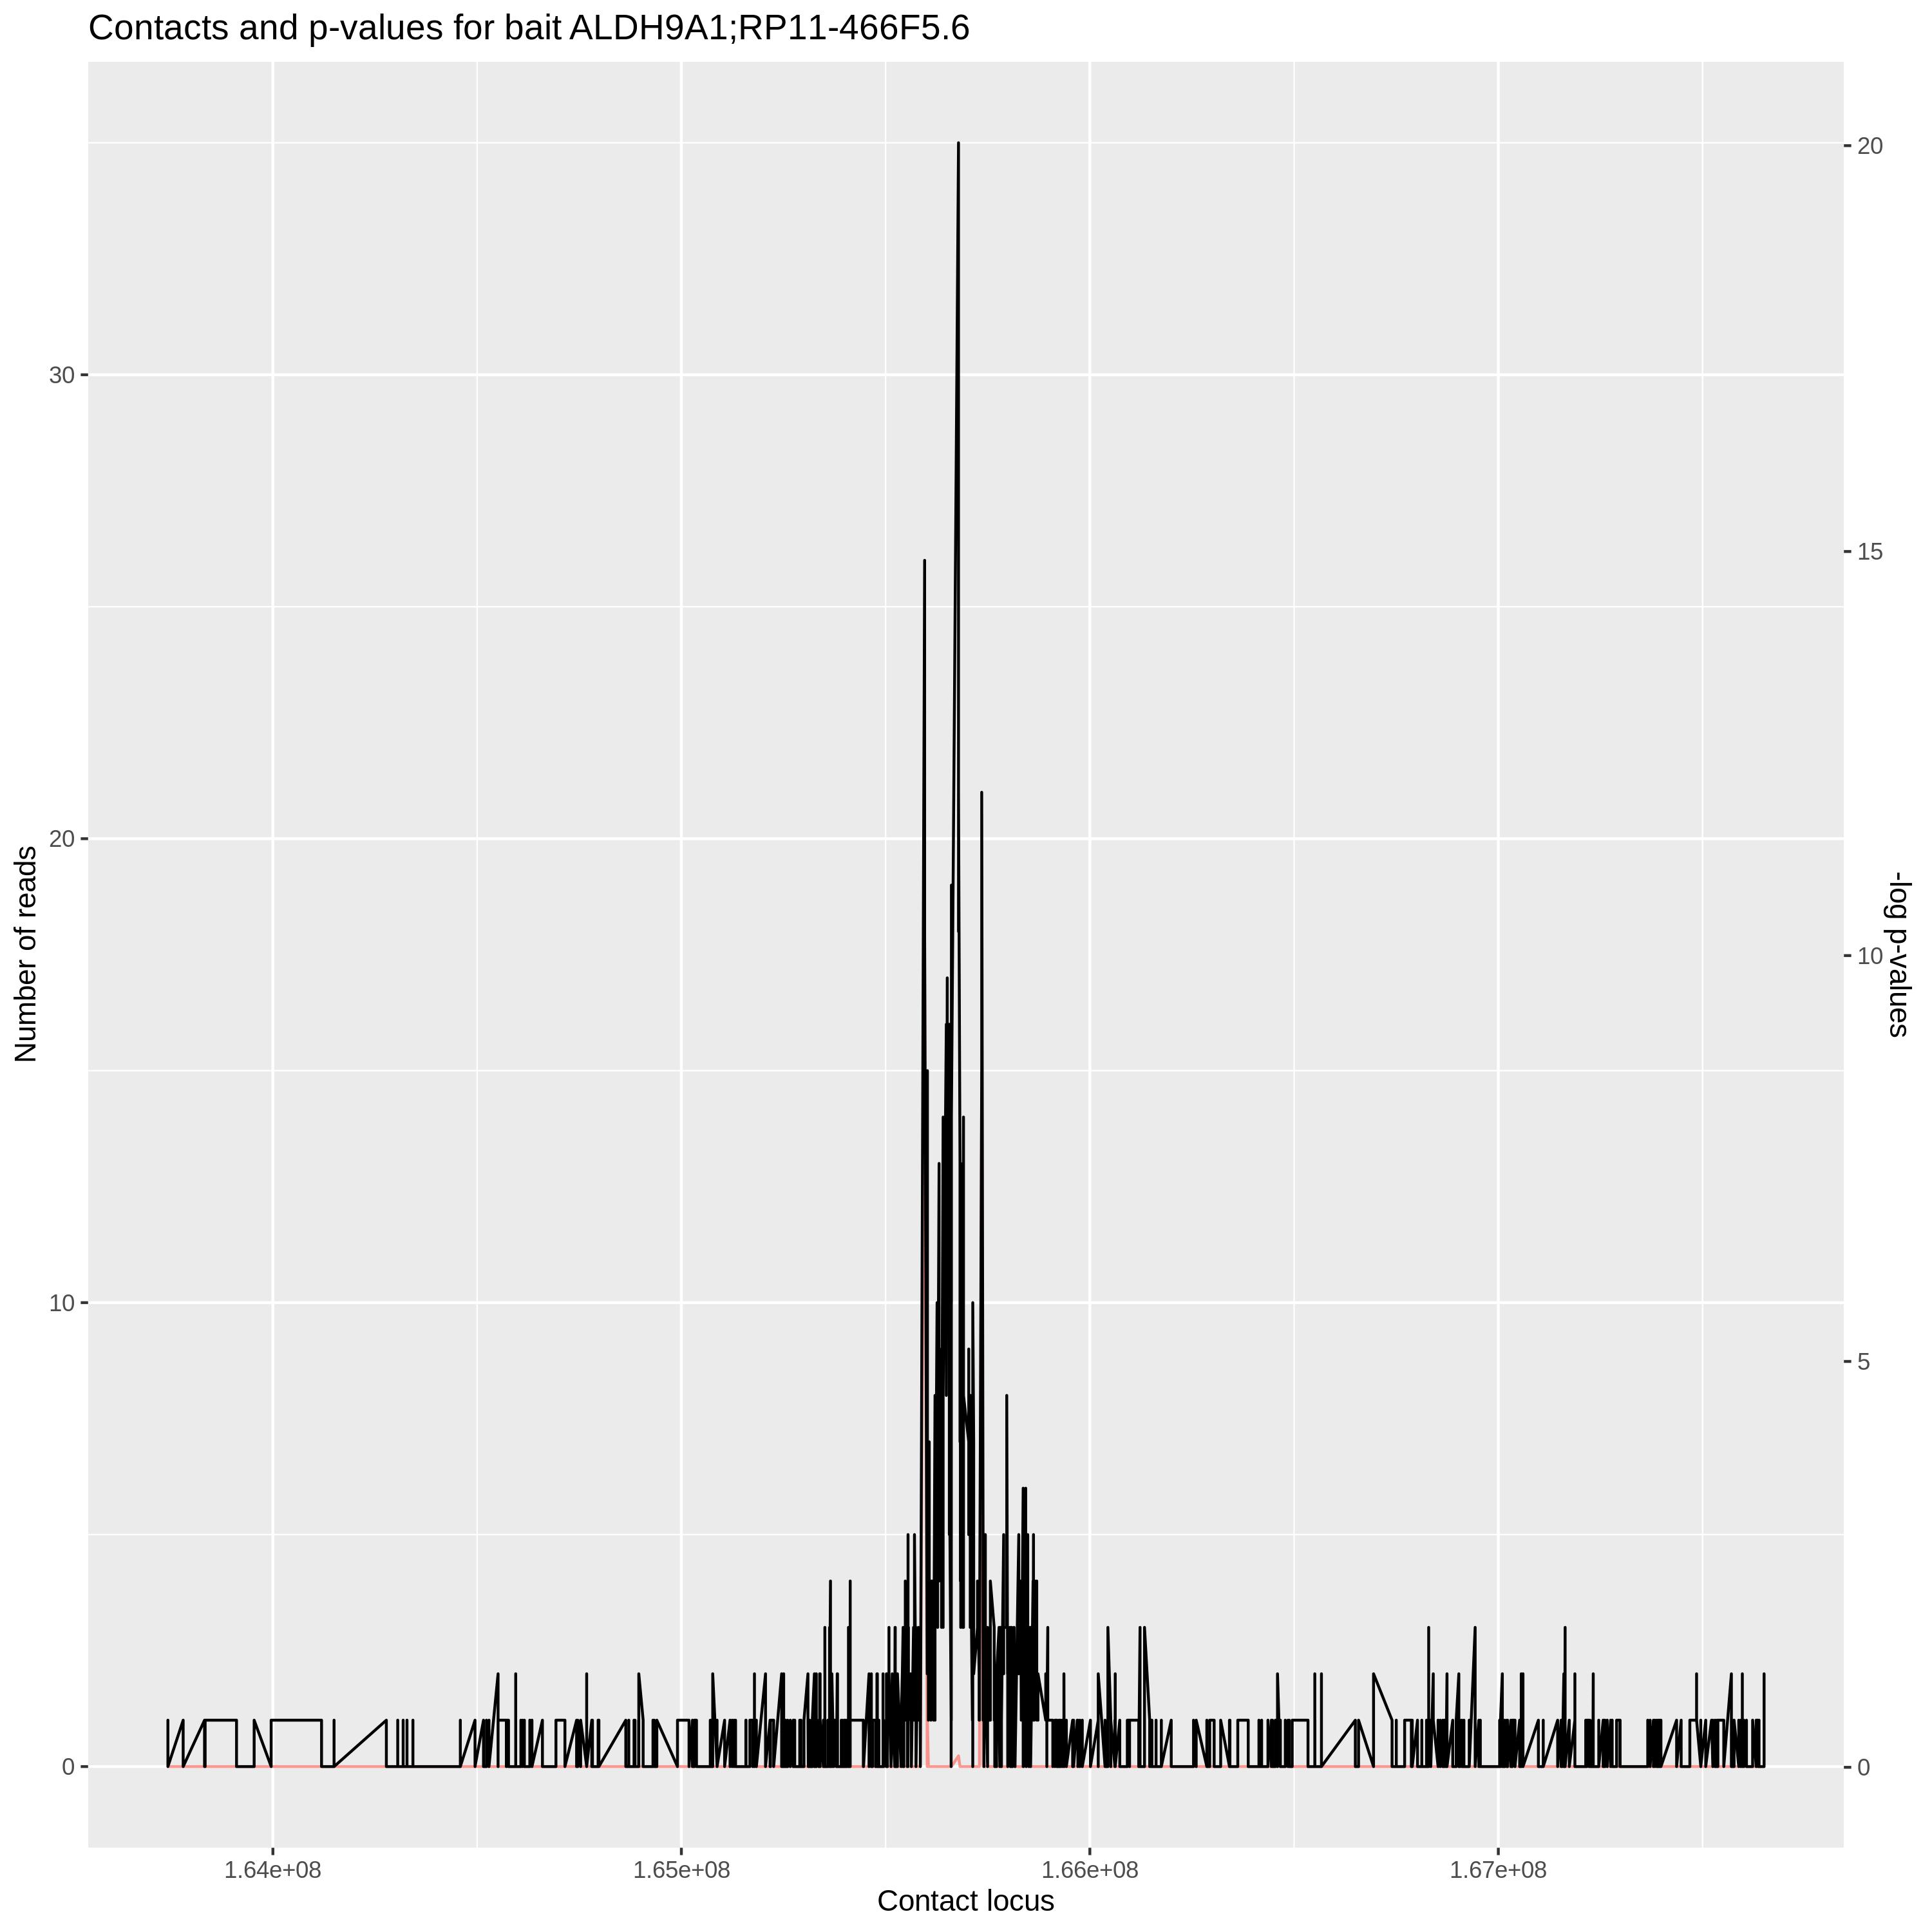 Contacts and p-values for bait ALDH9A1;RP11-466F5.6
Number of reads
30
20
10
0
20
15
10
5
0
-log p-values
1.64e+08
1.65e+08
1.66e+08
1.67e+08
Contact locus